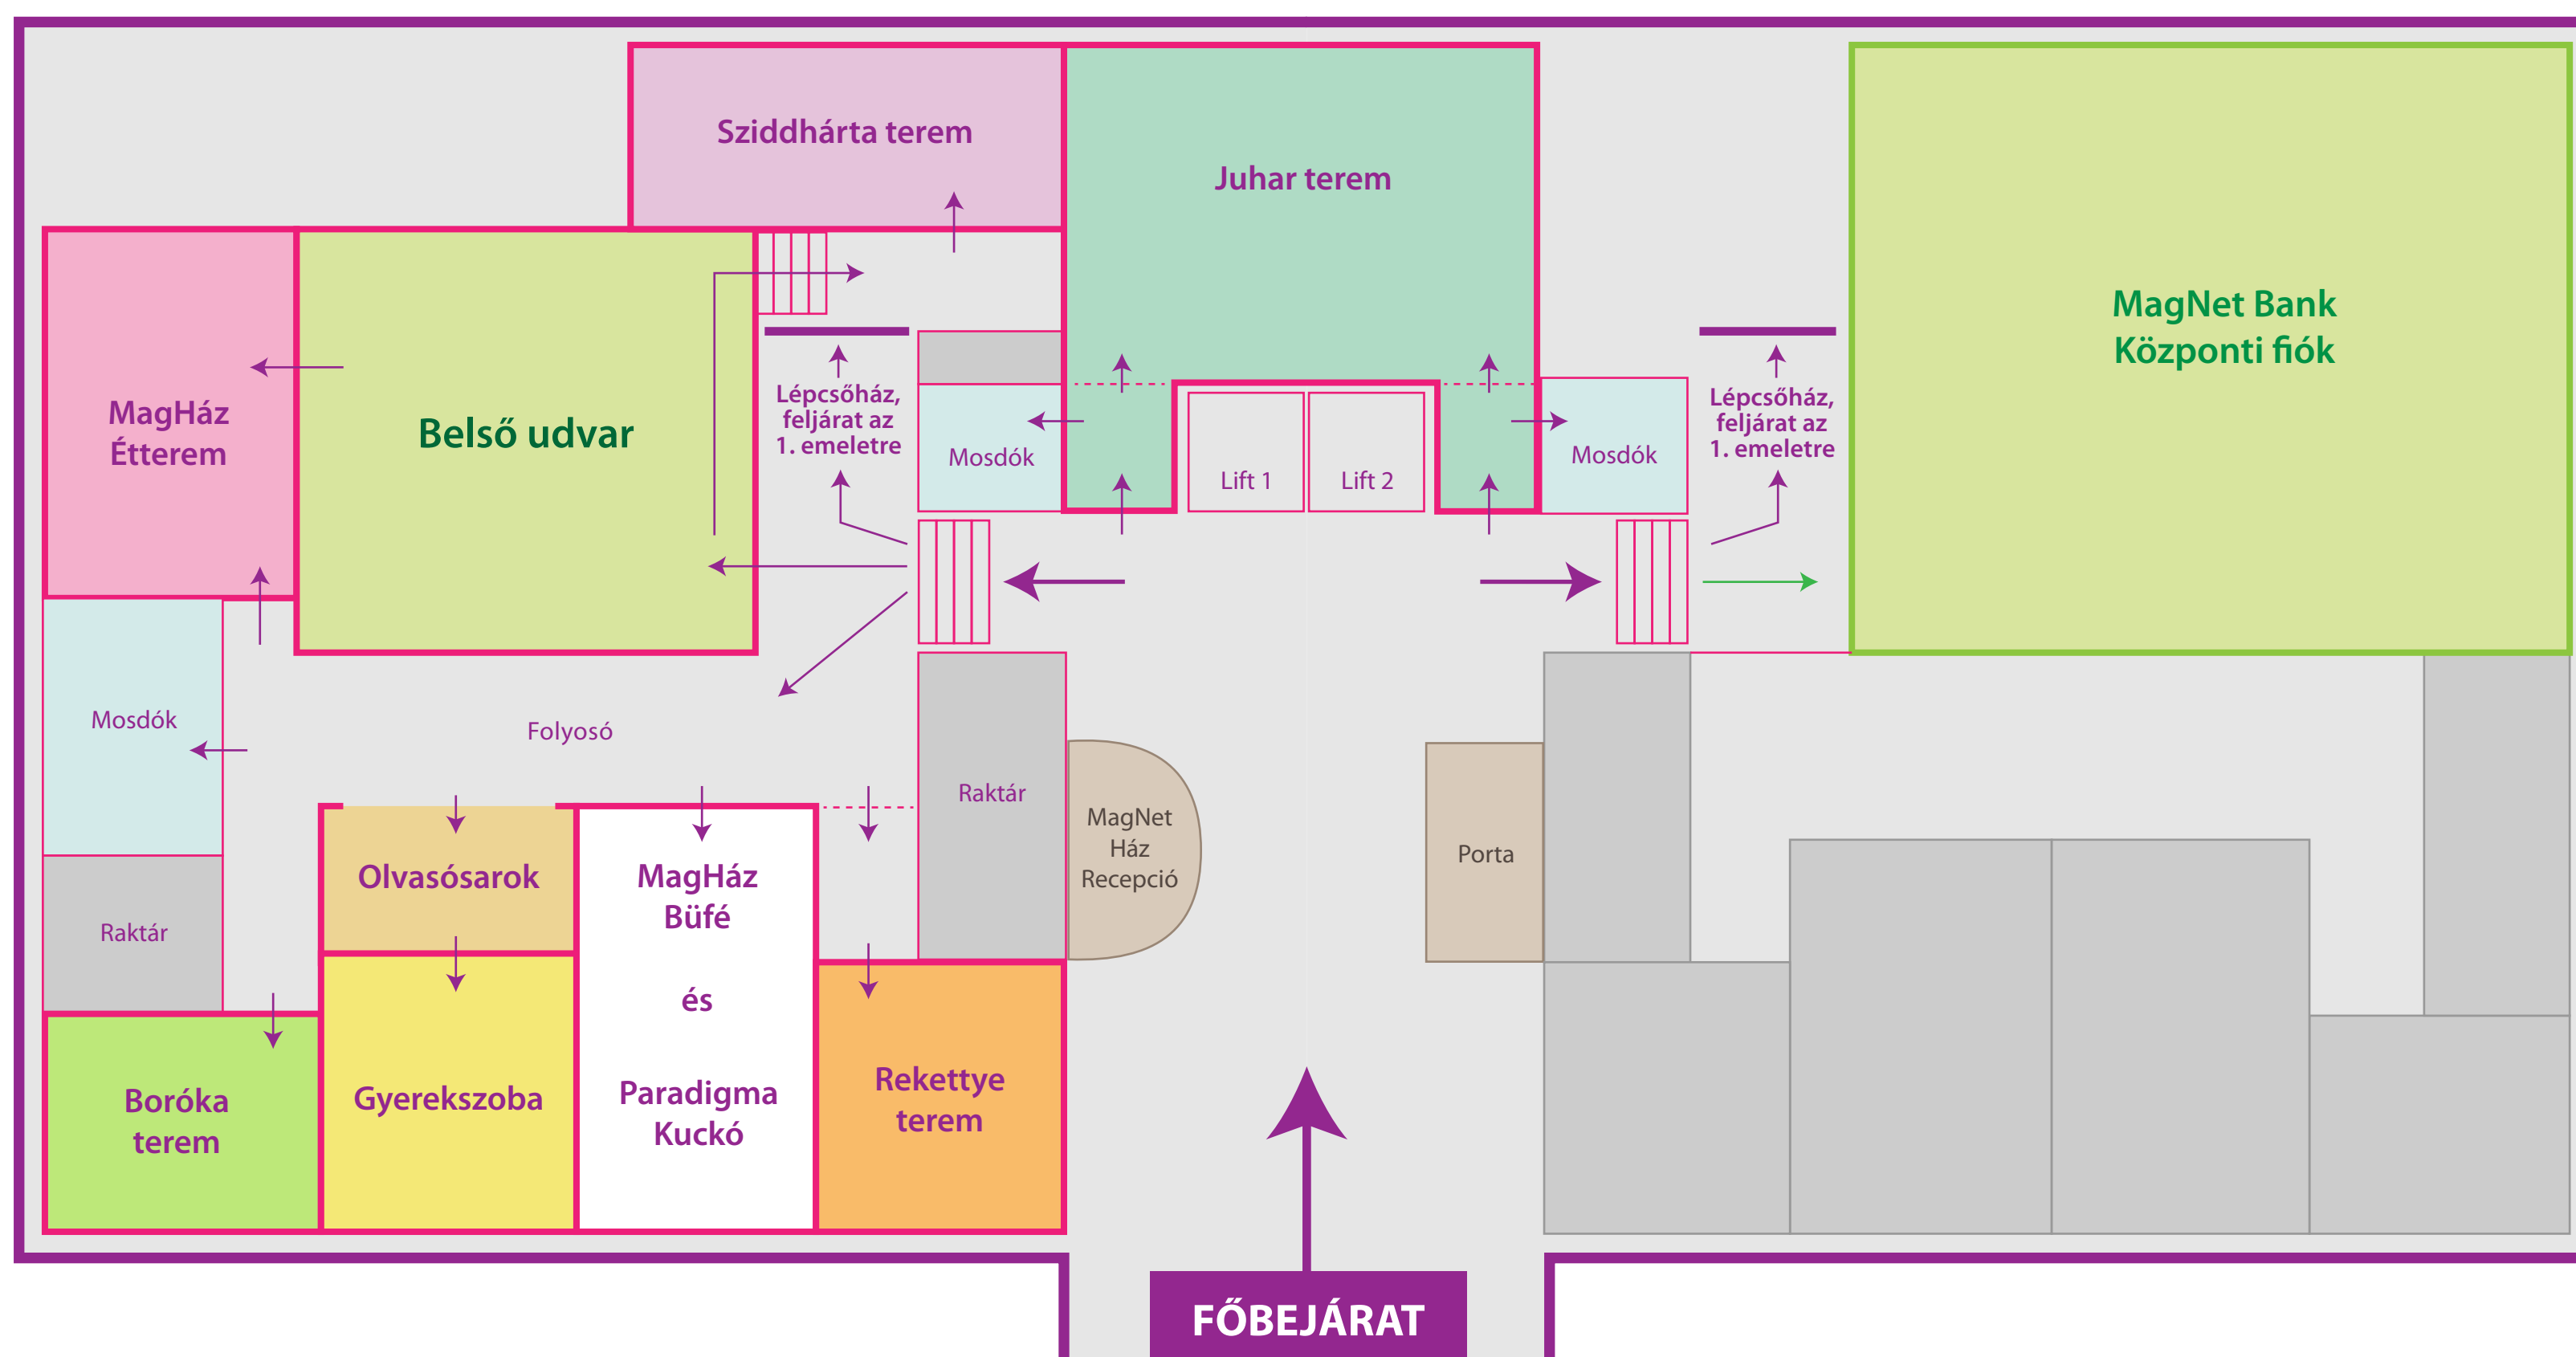 Sziddhárta terem
Juhar terem
MagNet Bank
Központi fiók
MagHáz
Étterem
Belső udvar
Lépcsőház,
feljárat az
1. emeletre
Mosdók
Lift 1
Lift 2
Mosdók
Lépcsőház,
feljárat az
1. emeletre
Mosdók
Folyosó
Raktár
MagNet
Ház
Recepció
Porta
Raktár
Olvasósarok
MagHáz
Büfé
és
Paradigma
Kuckó
Boróka
terem
Gyerekszoba
Rekettye
terem
FŐBEJÁRAT